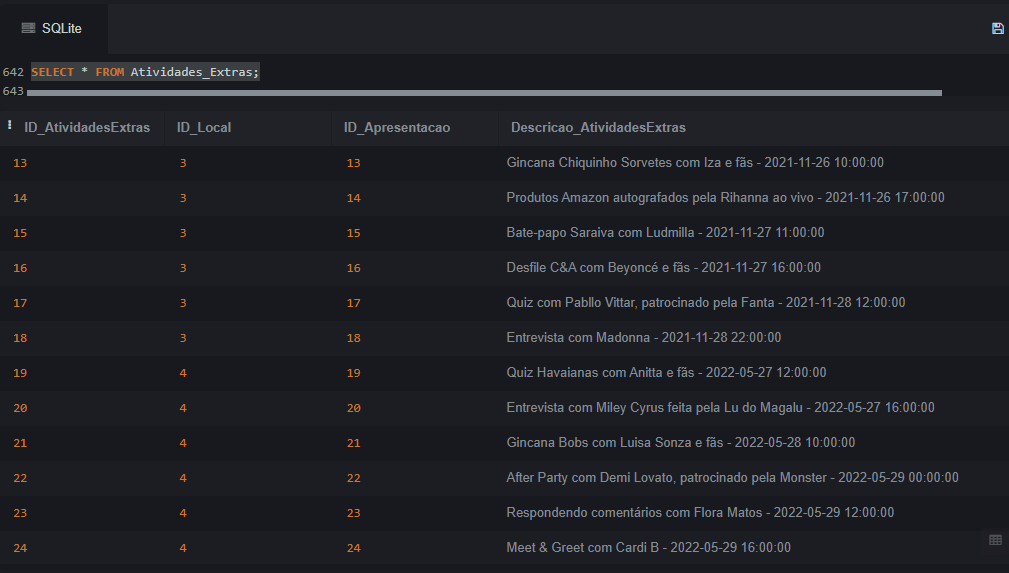 SQLite
642 SELECT * FROM Atividades_Extras;
643
ID_AtividadesExtras ID_Local ID_Apresentacao Descricao_AtividadesExtras
13 3 13 Gincana Chiquinho Sorvetes com Iza e fãs - 2021-11-26 10:00:00
14 3 14 Produtos Amazon autografados pela Rihanna ao vivo - 2021-11-26 17:00:00
15 3 15 Bate-papo Saraiva com Ludmilla - 2021-11-27 11:00:00
16 3 16 Desfile C&A com Beyoncé e fãs - 2021-11-27 16:00:00
17 3 17 Quiz com Pabllo Vittar, patrocinado pela Fanta - 2021-11-28 12:00:00
18 3 18 Entrevista com Madonna - 2021-11-28 22:00:00
19 4 19 Quiz Havaianas com Anitta e fãs - 2022-05-27 12:00:00
20 4 20 Entrevista com Miley Cyrus feita pela Lu do Magalu - 2022-05-27 16:00:00
21 4 21 Gincana Bobs com Luisa Sonza e fãs - 2022-05-28 10:00:00
22 4 22 After Party com Demi Lovato, patrocinado pela Monster - 2022-05-29 00:00:00
23 4 23 Respondendo comentários com Flora Matos - 2022-05-29 12:00:00
24 4 24 Meet & Greet com Cardi B - 2022-05-29 16:00:00